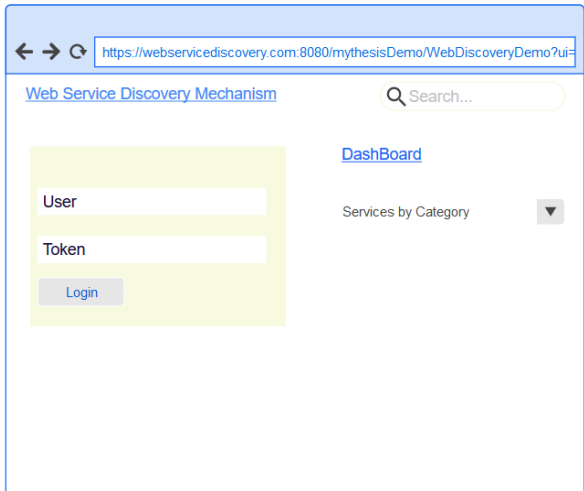 https://webservicediscovery.com:8080/mythesisDemo/WebDiscoveryDemo?ui=
Web Service Discovery Mechanism
Search...
DashBoard
User
Services by Category
Token
Login